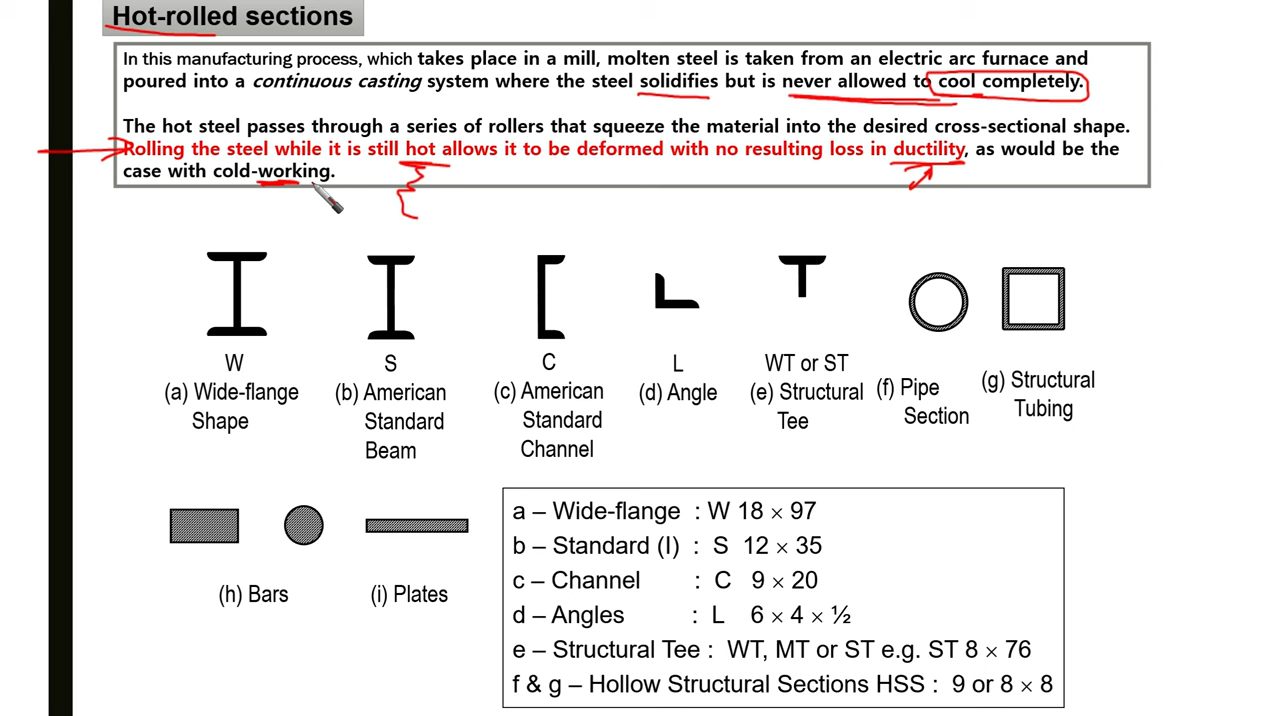 Hot-rolled sections
In this manufacturing process, which takes place in a mill, molten steel is taken from an electric arc furnace and
poured into a continuous casting system where the steel solidifies but is never allowed to cool completely.
The hot steel passes through a series of rollers that squeeze the material into the desired cross-sectional shape.
Rolling the steel while it is still hot allows it to be deformed with no resulting loss in ductility, as would be the
case with cold-working.
W
(a) Wide-flange
Shape
S
(b) American
Standard
Beam
C
(c) American
Standard
Channel
L
(d) Angle
WT or ST
(e) Structural
Tee
(f) Pipe
Section
(g) Structural
Tubing
(h) Bars
(i) Plates
a – Wide-flange : W 18 × 97
b – Standard (I) : S 12 × 35
c – Channel : C 9 × 20
d – Angles : L 6 × 4 × ½
e – Structural Tee : WT, MT or ST e.g. ST 8 × 76
f & g – Hollow Structural Sections HSS : 9 or 8 × 8